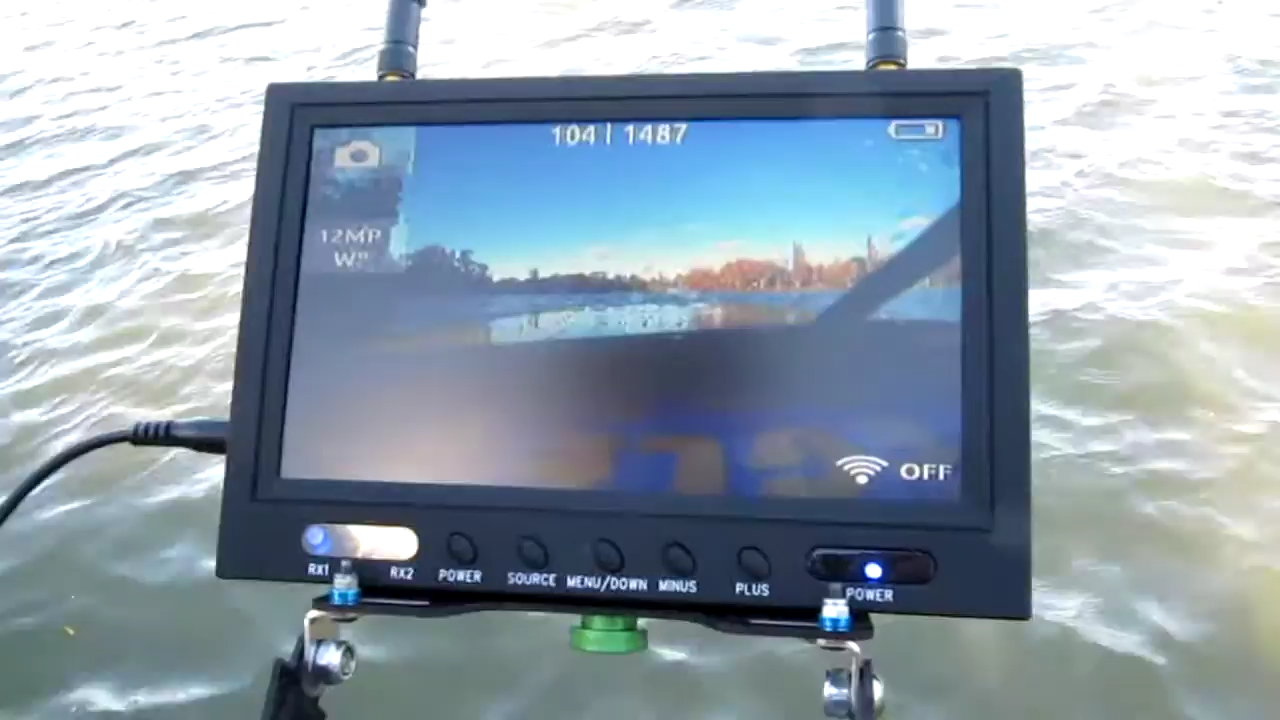 104 | 1487
12MP
W
OFF
RX1
RX2
POWER
SOURCE
MENU/DOWN
MINUS
PLUS
POWER